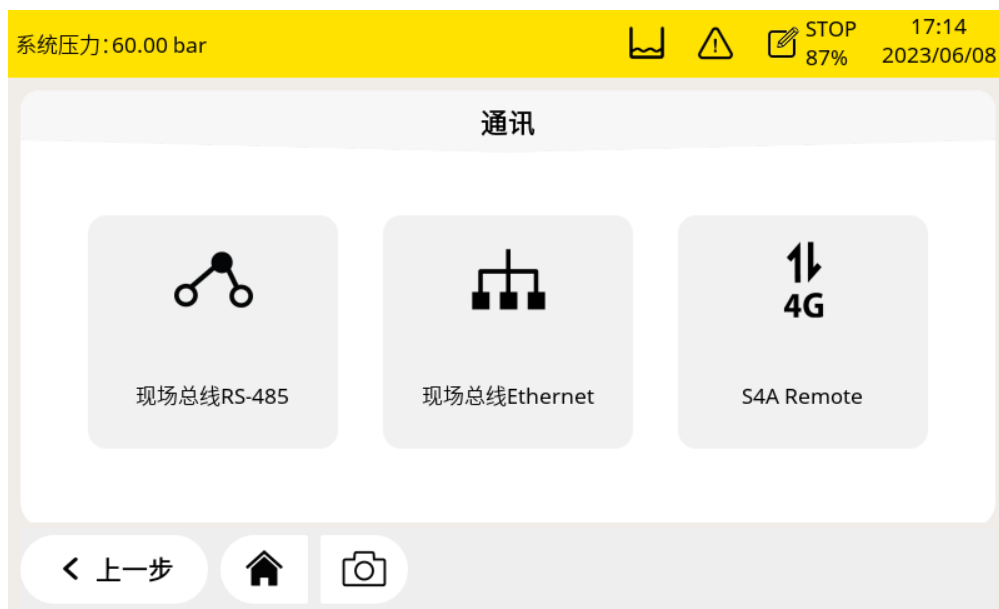 系统压力：60.00 bar
STOP
87%
17:14
2023/06/08
通讯
4G
现场总线RS-485
现场总线Ethernet
S4A Remote
上一步